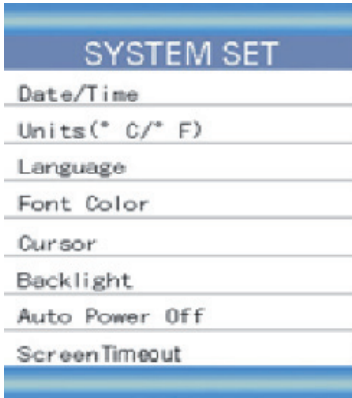 SYSTEM SET
Date/Time
Units(° C/° F)
Language
Font Color
Cursor
Backlight
Auto Power Off
ScreenTimeout